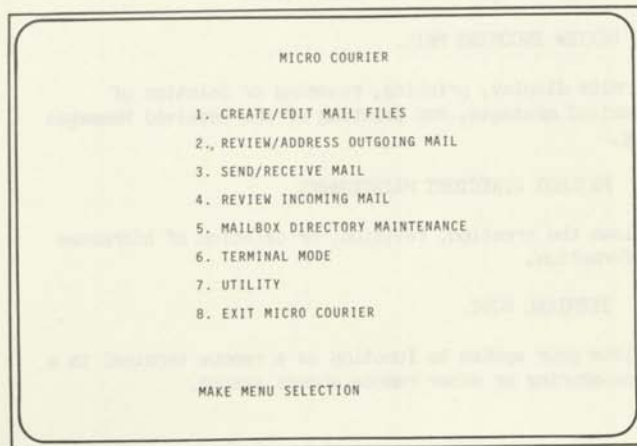 MICRO COURIER
1. CREATE/EDIT MAIL FILES
2. REVIEW/ADDRESS OUTGOING MAIL
3. SEND/RECEIVE MAIL
4. REVIEW INCOMING MAIL
5. MAILBOX DIRECTORY MAINTENANCE
6. TERMINAL MODE
7. UTILITY
8. EXIT MICRO COURIER
MAKE MENU SELECTION